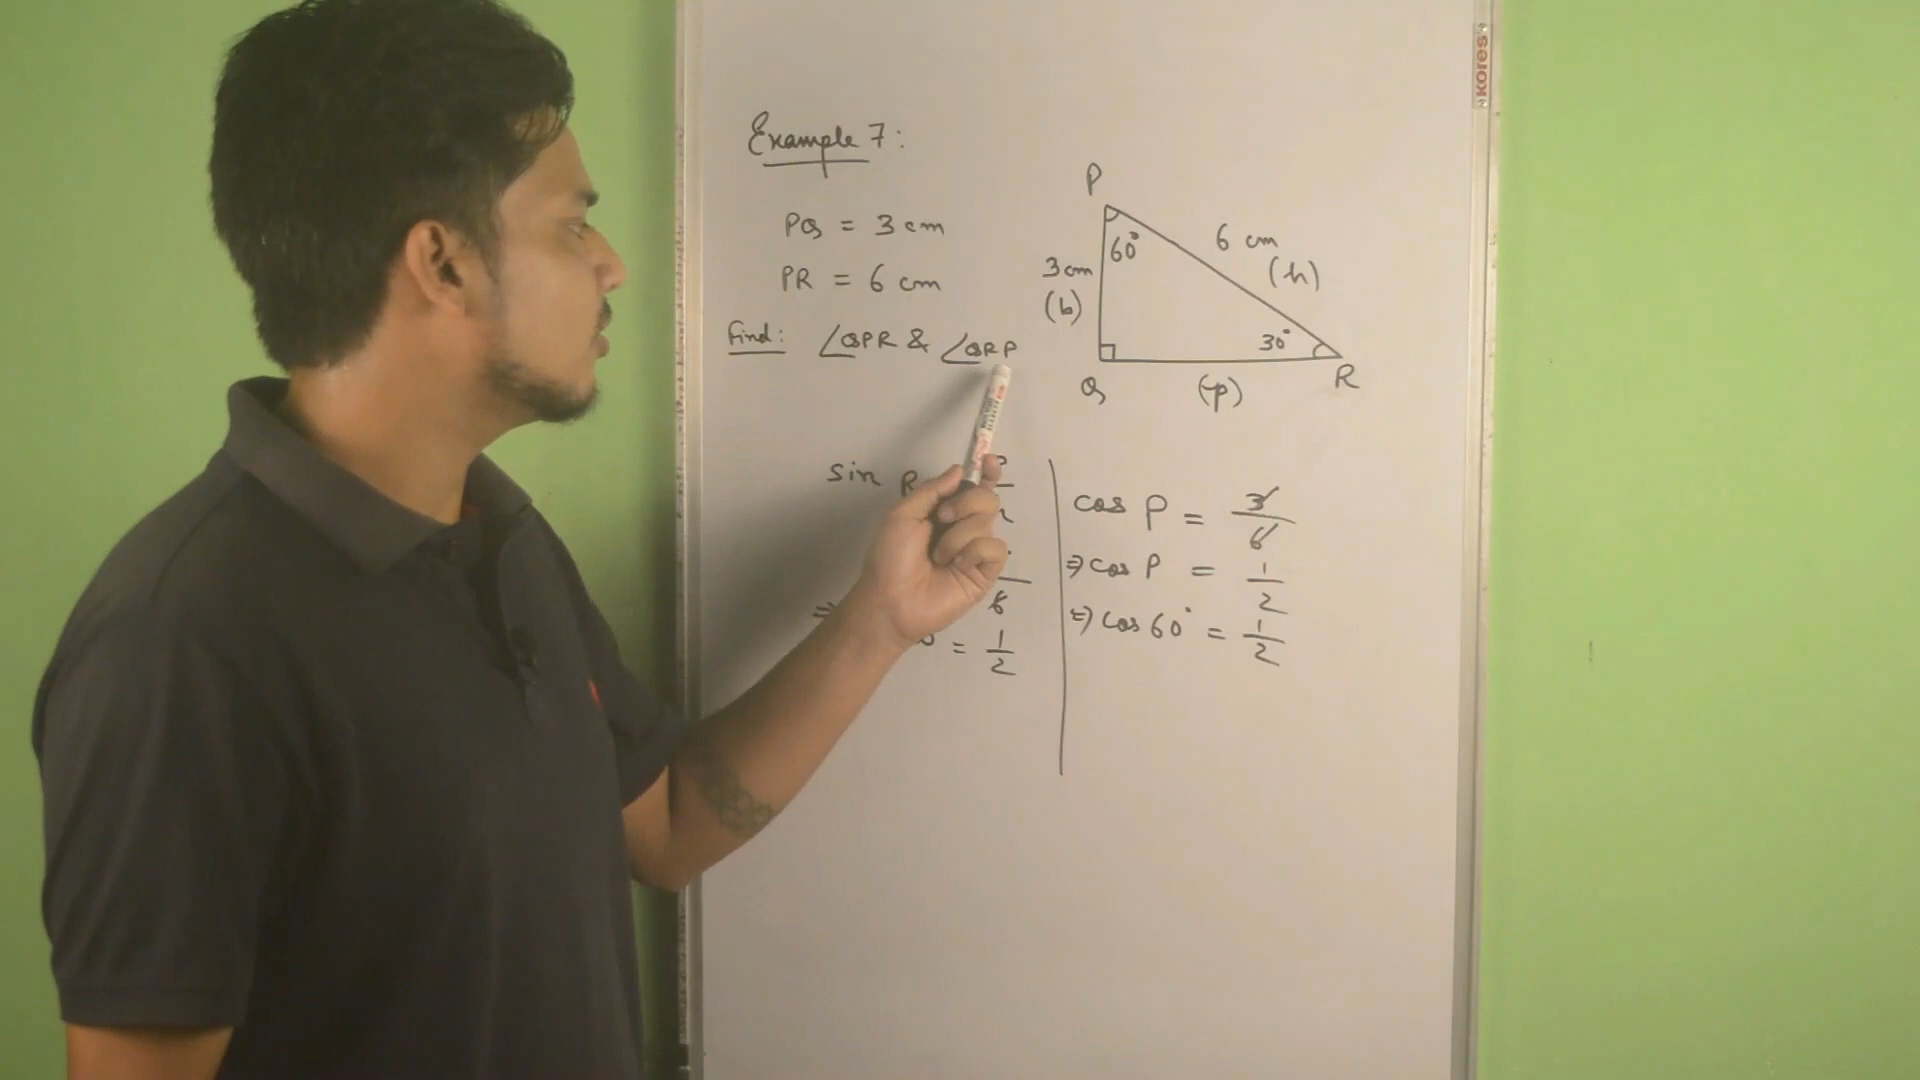 Example 7:
PQ = 3 cm
PR = 6 cm
Find: ∠QPR & ∠QRP
P
60°
6 cm
(h)
3 cm
(b)
30°
Q
(p)
R
sin R
⇒ 6
= 1/2
cos P = 3/6
⇒ cos P = 1/2
⇒ cos 60° = 1/2
kores